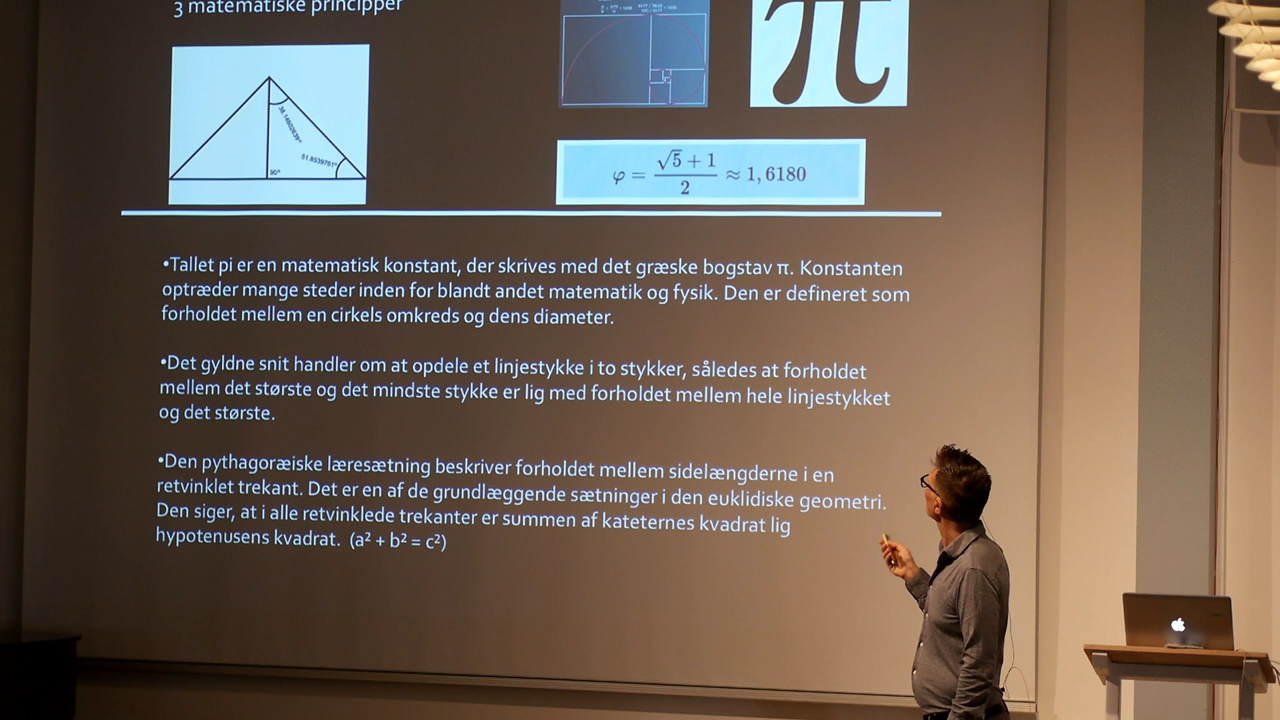 3 matematiske principper
38.1460239°
51.8539761°
90°
π
φ = (√5 + 1) / 2 ≈ 1,6180
•Tallet pi er en matematisk konstant, der skrives med det græske bogstav π. Konstanten
optræder mange steder inden for blandt andet matematik og fysik. Den er defineret som
forholdet mellem en cirkels omkreds og dens diameter.
•Det gyldne snit handler om at opdele et linjestykke i to stykker, således at forholdet
mellem det største og det mindste stykke er lig med forholdet mellem hele linjestykket
og det største.
•Den pythagoræiske læresætning beskriver forholdet mellem sidelængderne i en
retvinklet trekant. Det er en af de grundlæggende sætninger i den euklidiske geometri.
Den siger, at i alle retvinklede trekanter er summen af kateternes kvadrat lig
hypotenusens kvadrat. (a² + b² = c²)